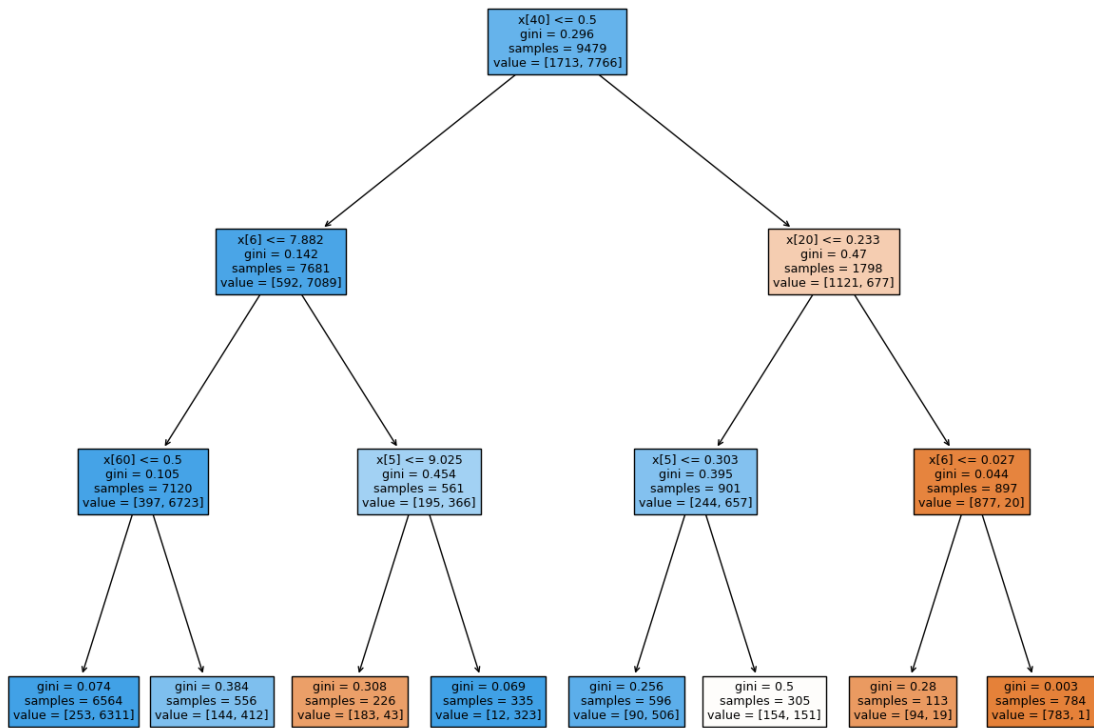 x[40] <= 0.5
gini = 0.296
samples = 9479
value = [1713, 7766]
x[6] <= 7.882
gini = 0.142
samples = 7681
value = [592, 7089]
x[20] <= 0.233
gini = 0.47
samples = 1798
value = [1121, 677]
x[60] <= 0.5
gini = 0.105
samples = 7120
value = [397, 6723]
x[5] <= 9.025
gini = 0.454
samples = 561
value = [195, 366]
x[5] <= 0.303
gini = 0.395
samples = 901
value = [244, 657]
x[6] <= 0.027
gini = 0.044
samples = 897
value = [877, 20]
gini = 0.074
samples = 6564
value = [253, 6311]
gini = 0.384
samples = 556
value = [144, 412]
gini = 0.308
samples = 226
value = [183, 43]
gini = 0.069
samples = 335
value = [12, 323]
gini = 0.256
samples = 596
value = [90, 506]
gini = 0.5
samples = 305
value = [154, 151]
gini = 0.28
samples = 113
value = [94, 19]
gini = 0.003
samples = 784
value = [783, 1]